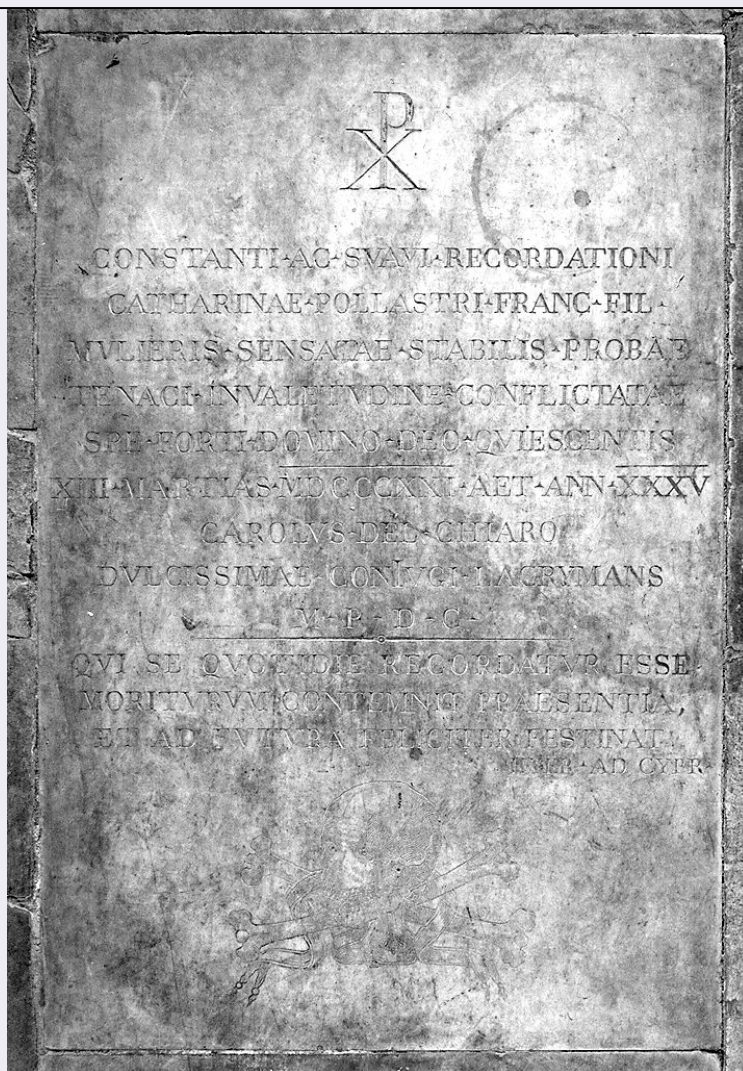 CONSTANTI·AC·SVAVI·RECORDATIONI
CATHARINAE·POLLASTRI·FRANC·FIL·
MVLIERIS·SENSATAE·STABILIS·PROBAE
TENACI·INVALETVDINE·CONFLICTATAE
SPE·FORTI·DOMINO·DEO·QVIESCENTIS
XIII·MARTIAS·MDCCCXXI·AET·ANN·XXXV
CAROLVS·DEL·CHIARO
DVLCISSIMAE·CONIVGI·LACRYMANS
M·P·D·C·
QVI SE QVOTIDIE RECORDATVR ESSE
MORITVRVM CONTEMNIT PRAESENTIA,
ET AD FVTVRA FELICITER FESTINAT.
AD CYPR